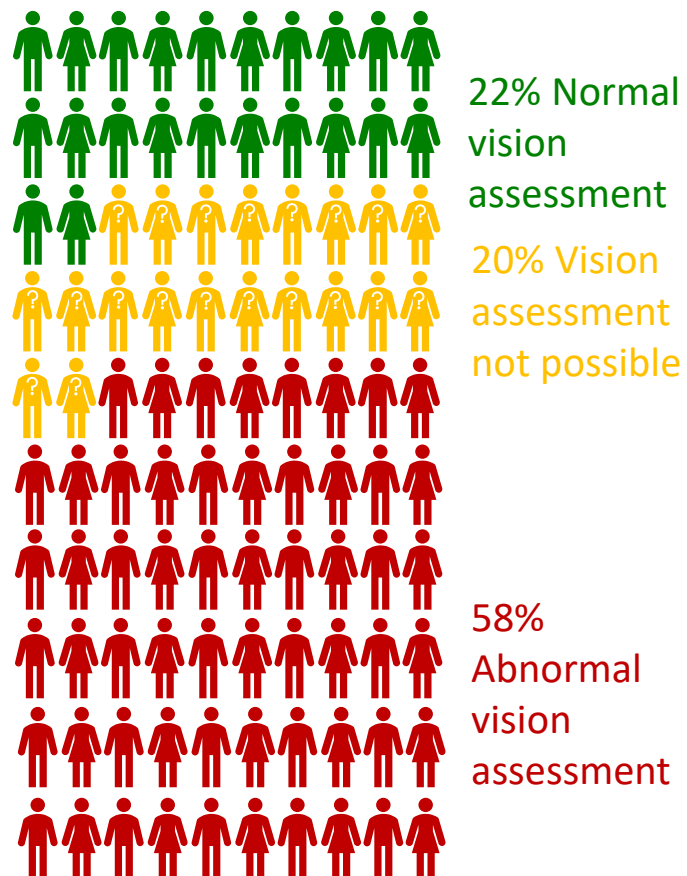 22% Normal
vision
assessment
? ? ? ? ? ? ? ?
20% Vision
assessment
not possible
? ? ? ? ? ? ? ? ? ?
? ?
58%
Abnormal
vision
assessment